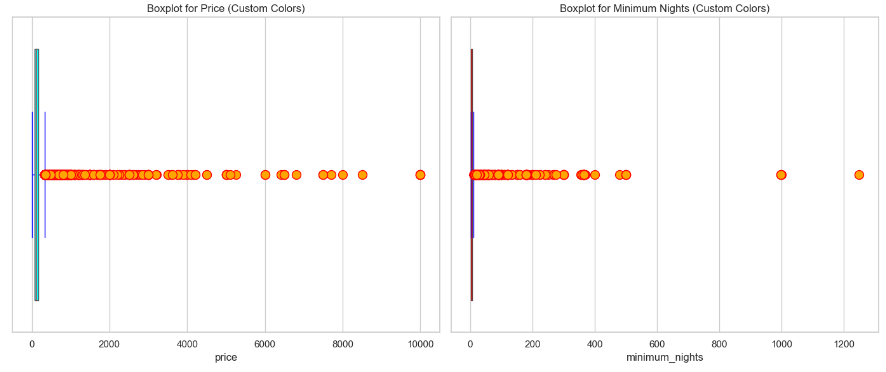 Boxplot for Price (Custom Colors)
0 2000 4000 6000 8000 10000
price
Boxplot for Minimum Nights (Custom Colors)
0 200 400 600 800 1000 1200
minimum_nights